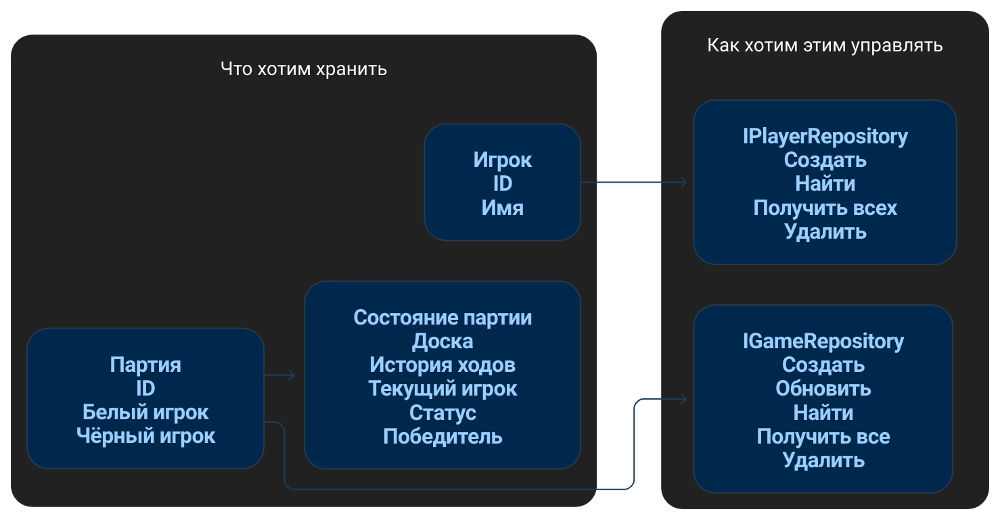 Что хотим хранить
Игрок
ID
Имя
Партия
ID
Белый игрок
Чёрный игрок
Состояние партии
Доска
История ходов
Текущий игрок
Статус
Победитель
Как хотим этим управлять
IPlayerRepository
Создать
Найти
Получить всех
Удалить
IGameRepository
Создать
Обновить
Найти
Получить все
Удалить